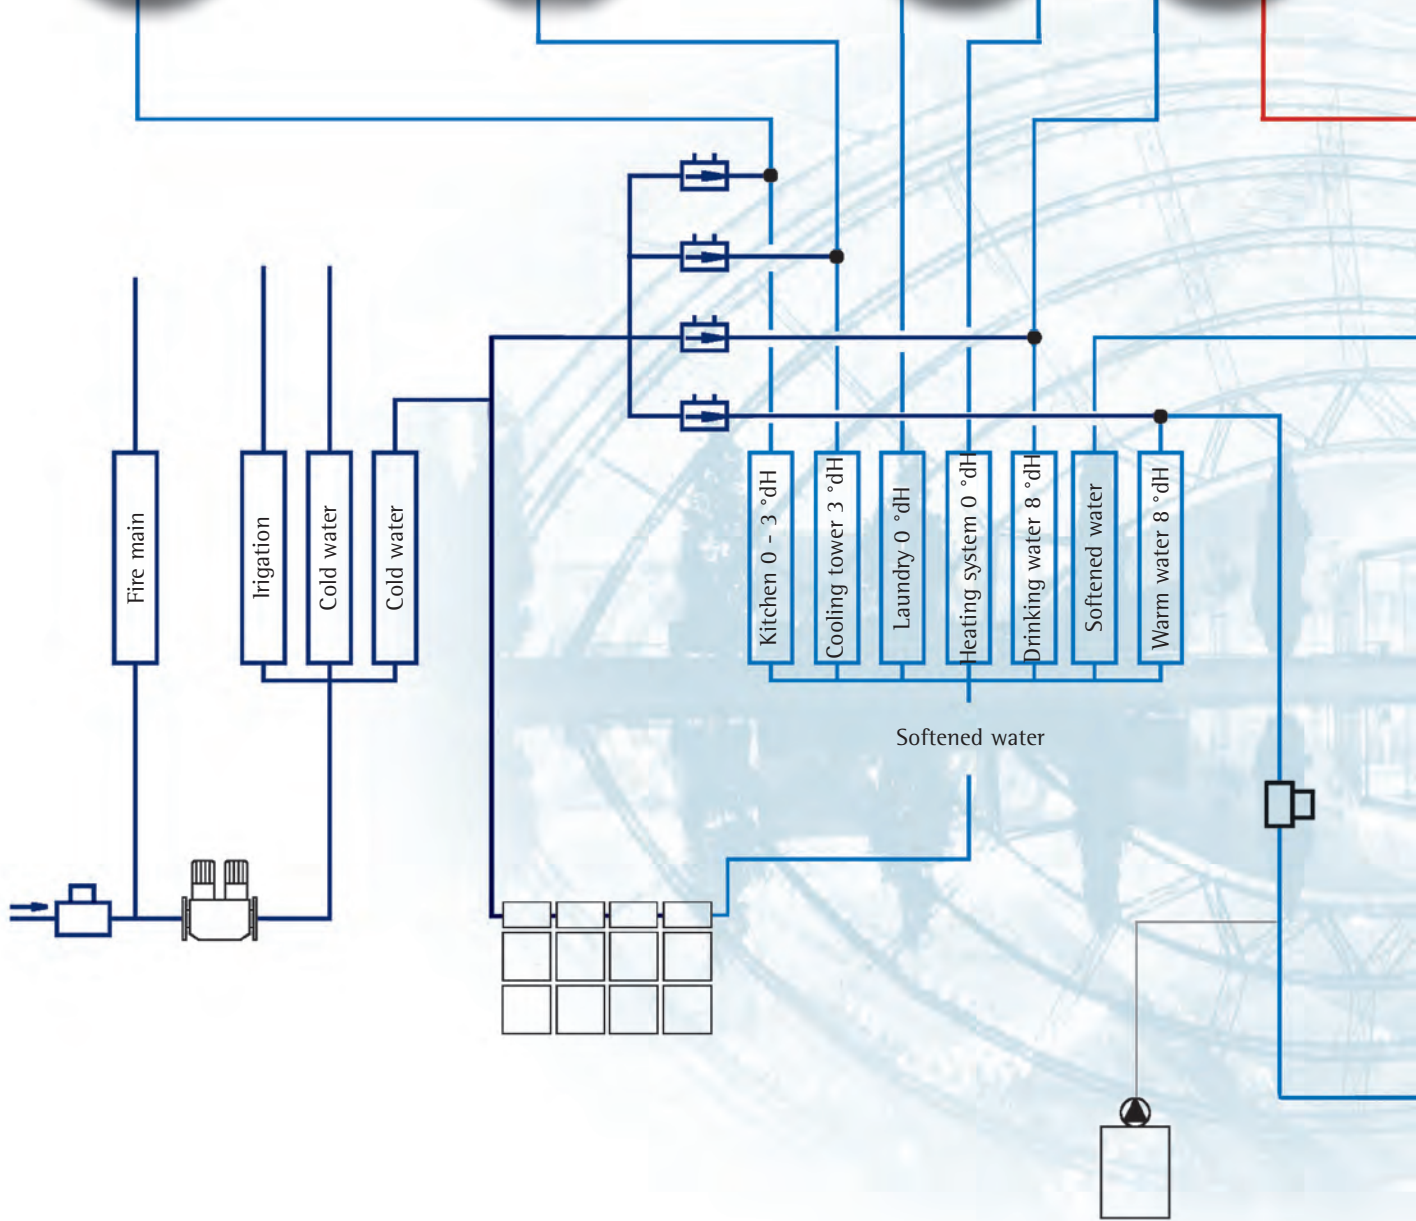 Fire main
Irrigation
Cold water
Cold water
Kitchen 0 - 3 °dH
Cooling tower 3 °dH
Laundry 0 °dH
Heating system 0 °dH
Drinking water 8 °dH
Softened water
Warm water 8 °dH
Softened water